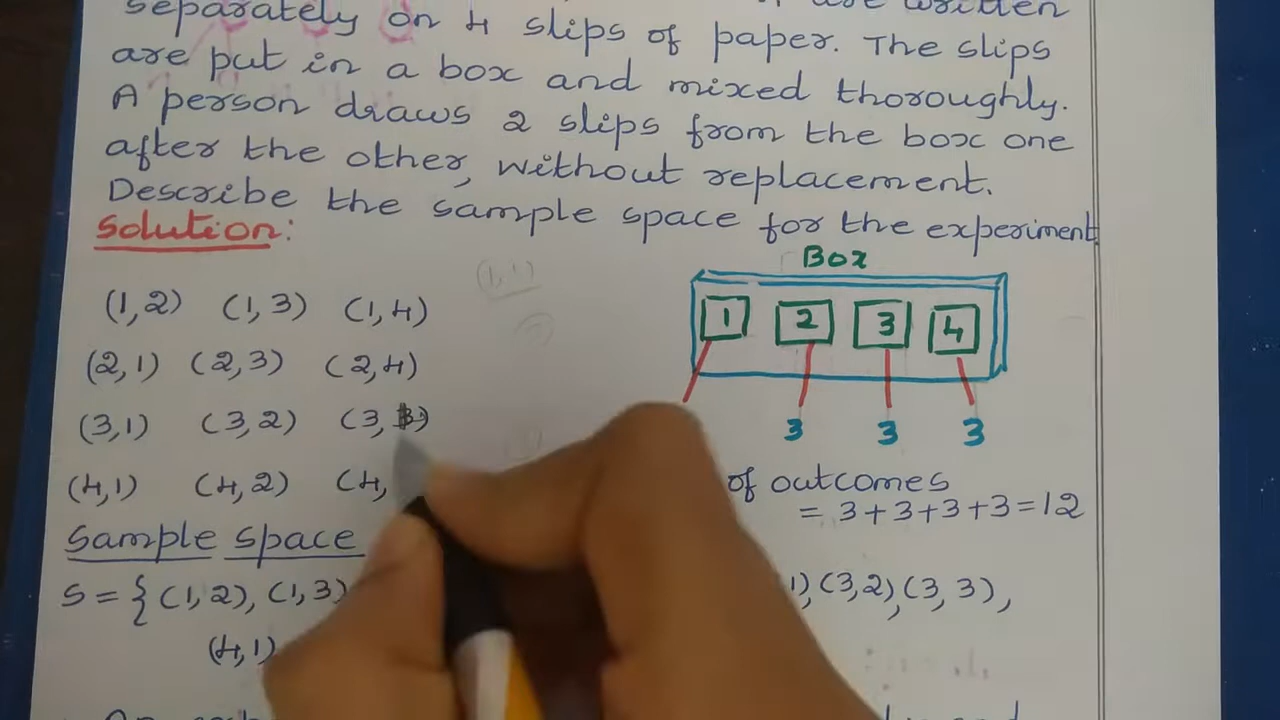 separately on 4 slips of paper. The slips
are put in a box and mixed thoroughly.
A person draws 2 slips from the box one
after the other, without replacement.
Describe the sample space for the experiment
Solution:
Box
1 2 3 4
(1,2) (1,3) (1,4)
(2,1) (2,3) (2,4)
(3,1) (3,2) (3,
3 3 3
(4,1) (4,2) (4,
of outcomes
= 3+3+3+3=12
Sample space
S = { (1,2), (1,3) 1), (3,2), (3,3),
(4,1)